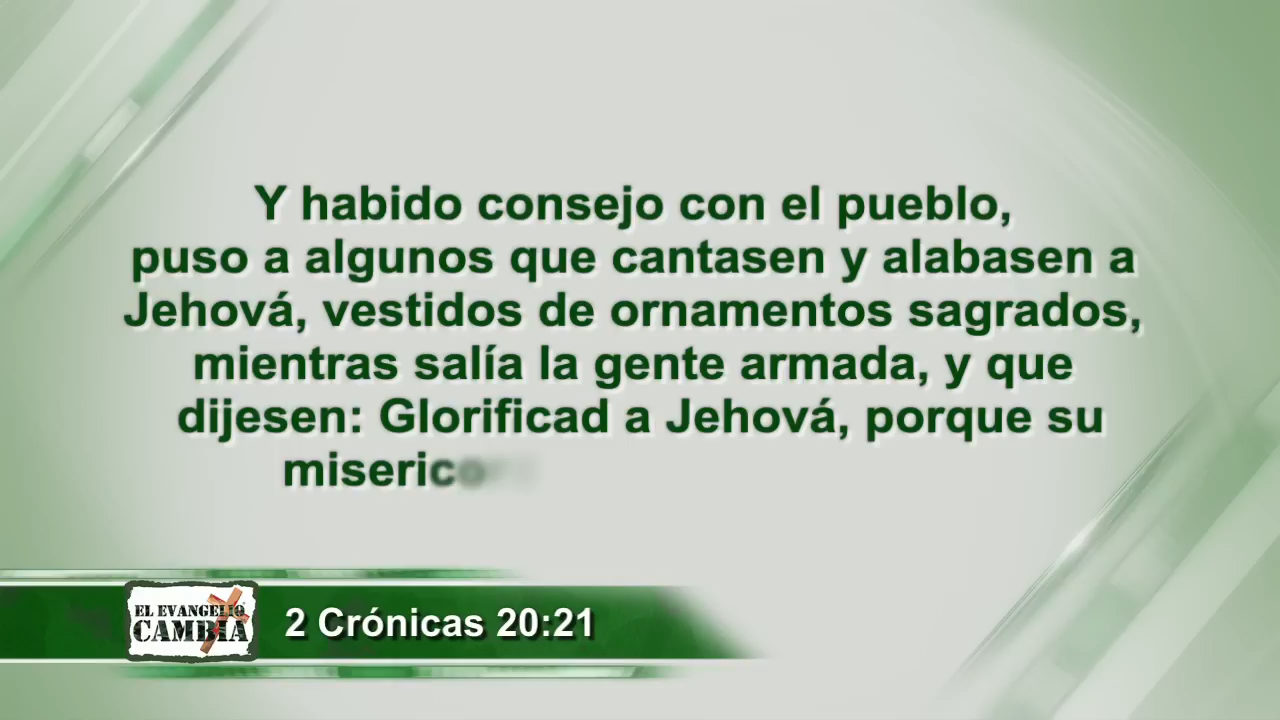 Y habido consejo con el pueblo,
puso a algunos que cantasen y alabasen a
Jehová, vestidos de ornamentos sagrados,
mientras salía la gente armada, y que
dijesen: Glorificad a Jehová, porque su
EL EVANGELIO
CAMBIA
2 Crónicas 20:21